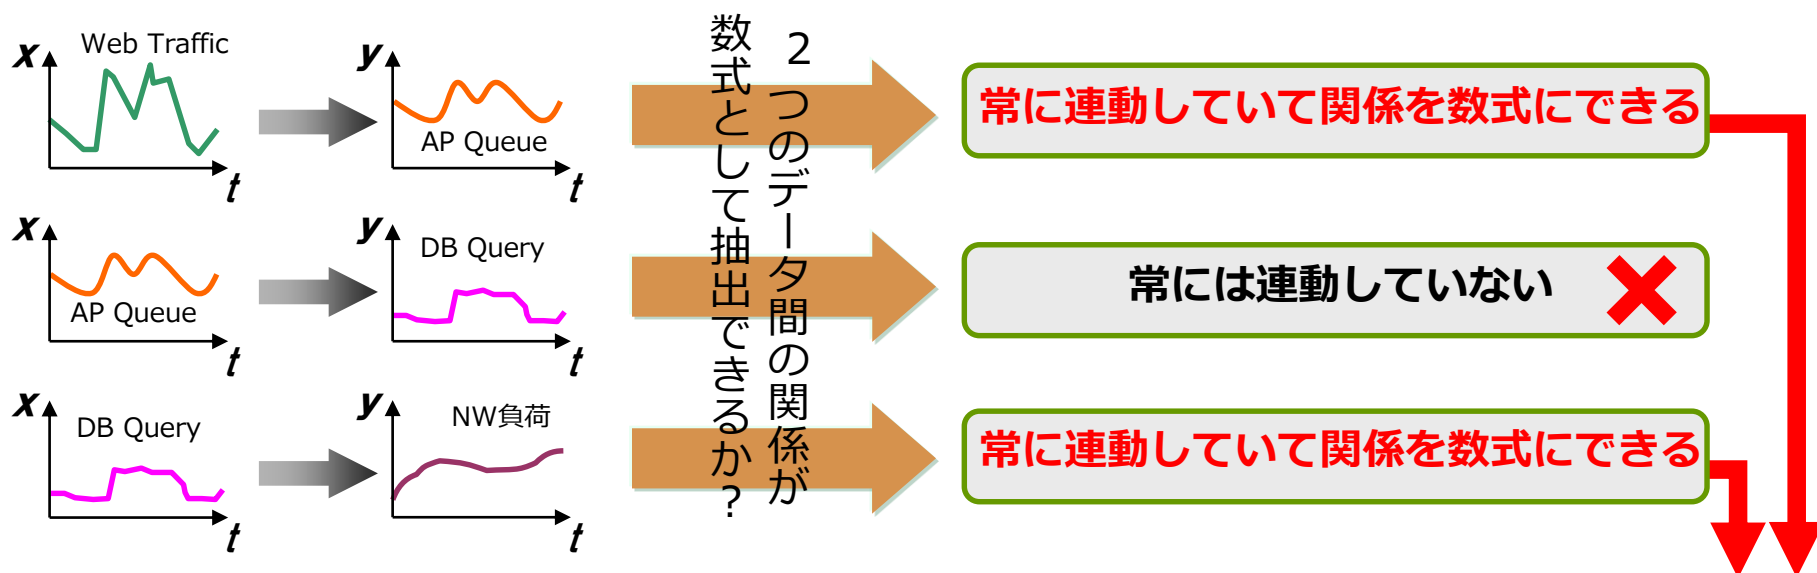 x
Web Traffic
t
y
AP Queue
t
x
AP Queue
t
y
DB Query
t
x
DB Query
t
y
NW負荷
t
2つのデータ間の関係が
数式として抽出できるか?
常に連動していて関係を数式にできる
常には連動していない
常に連動していて関係を数式にできる